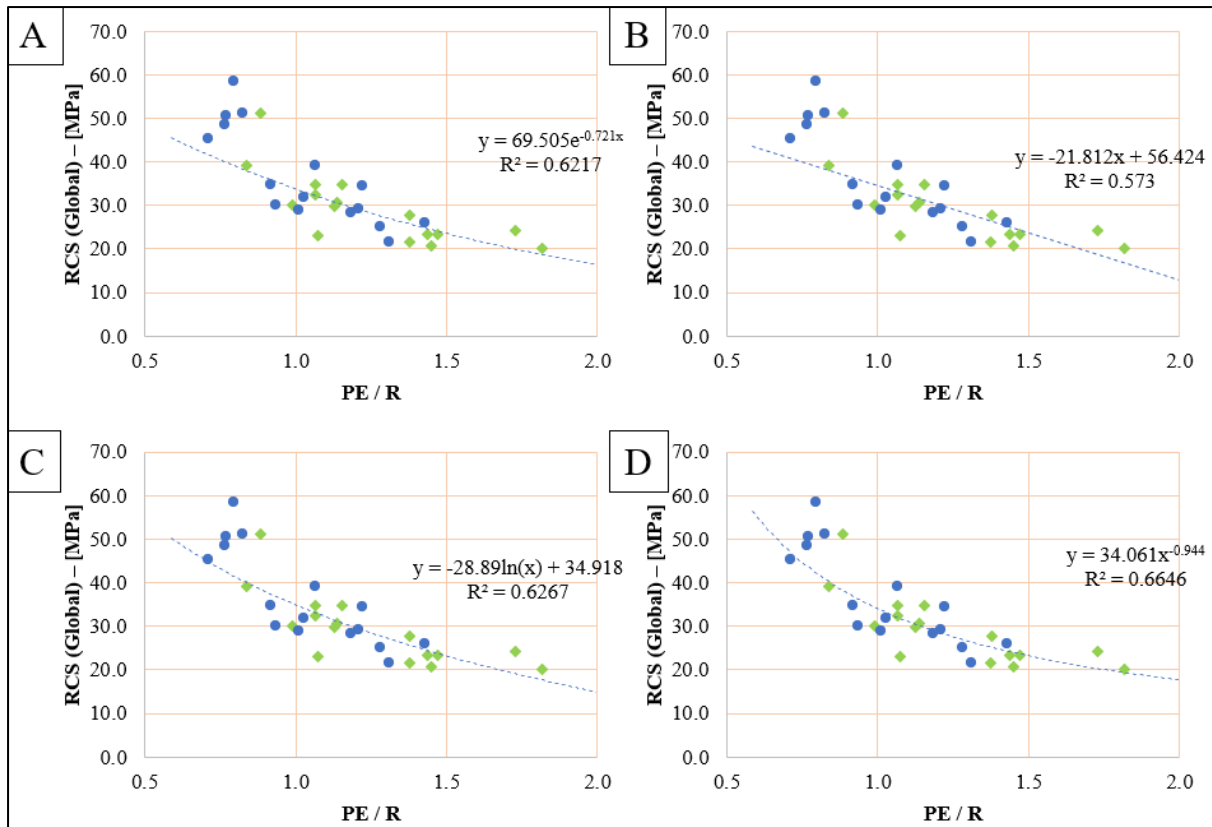 A
70.0
60.0
50.0
40.0
30.0
20.0
10.0
0.0
RCS (Global) – [MPa]
y = 69.505e^-0.721x
R² = 0.6217
0.5 1.0 1.5 2.0
PE / R
B
70.0
60.0
50.0
40.0
30.0
20.0
10.0
0.0
RCS (Global) – [MPa]
y = -21.812x + 56.424
R² = 0.573
0.5 1.0 1.5 2.0
PE / R
C
70.0
60.0
50.0
40.0
30.0
20.0
10.0
0.0
RCS (Global) – [MPa]
y = -28.89ln(x) + 34.918
R² = 0.6267
0.5 1.0 1.5 2.0
PE / R
D
70.0
60.0
50.0
40.0
30.0
20.0
10.0
0.0
RCS (Global) – [MPa]
y = 34.061x^-0.944
R² = 0.6646
0.5 1.0 1.5 2.0
PE / R